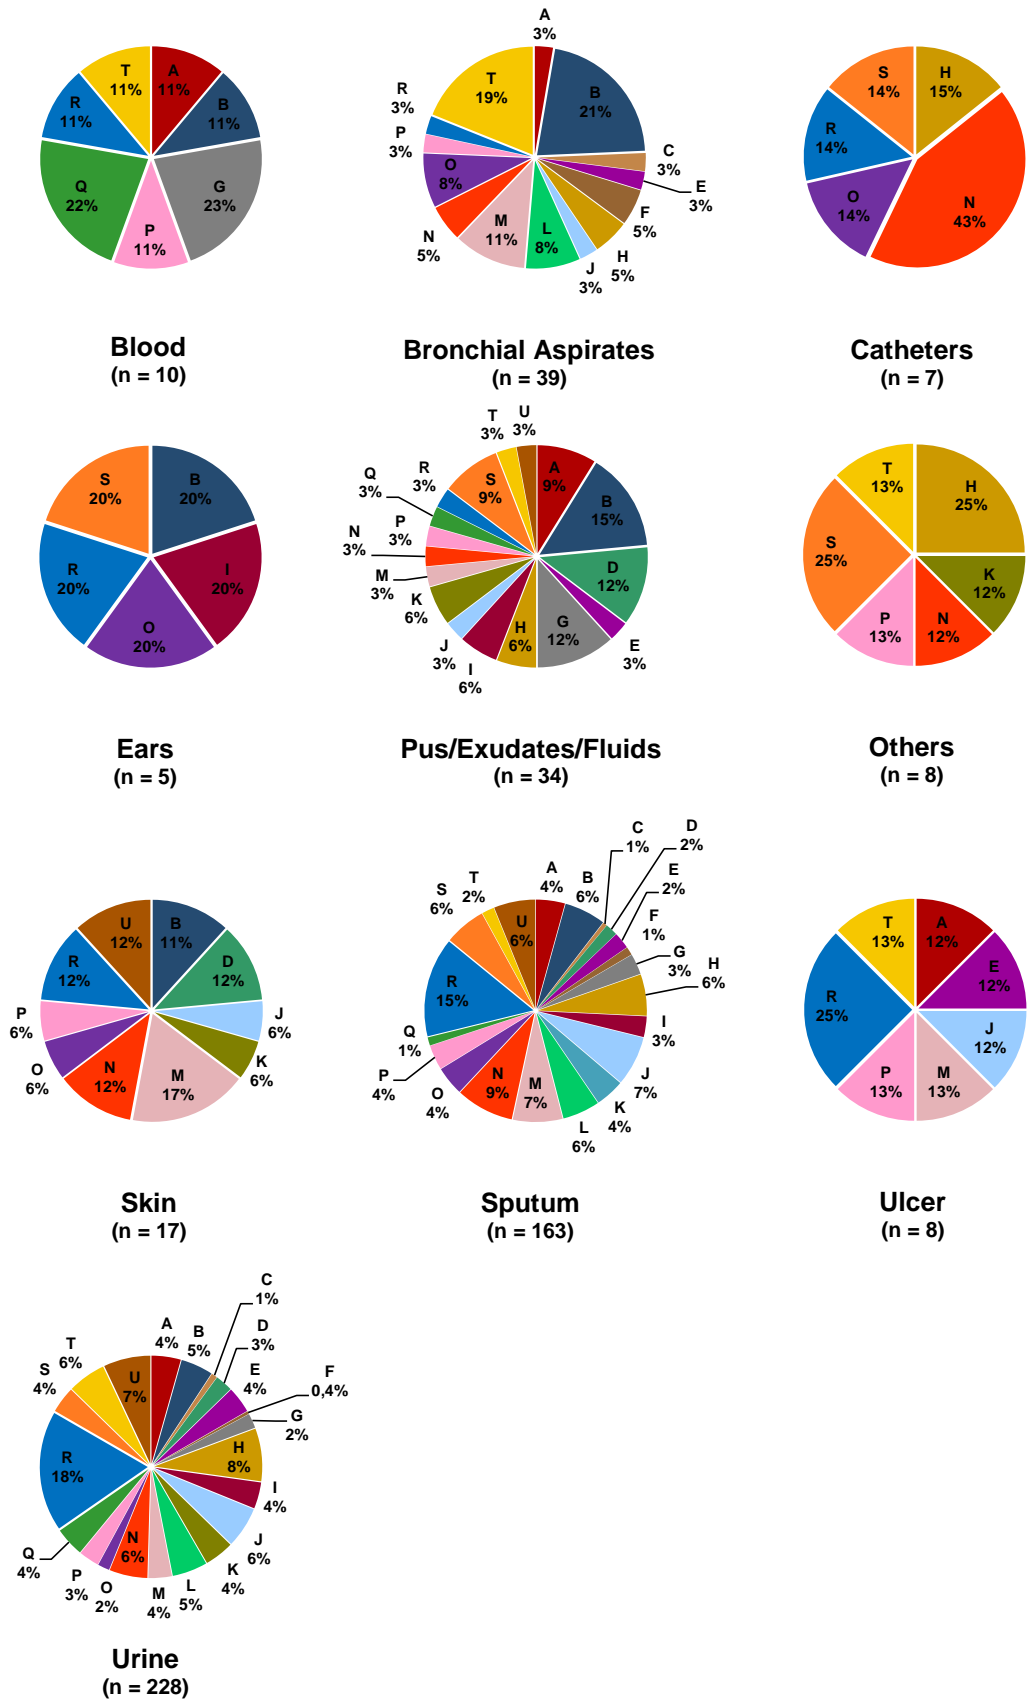 A
11%
B
11%
G
23%
P
11%
Q
22%
R
11%
T
11%
Blood
(n = 10)
A
3%
B
21%
C
3%
E
3%
F
5%
H
5%
J
3%
L
8%
M
11%
N
5%
O
8%
P
3%
R
3%
T
19%
Bronchial Aspirates
(n = 39)
H
15%
N
43%
O
14%
R
14%
S
14%
Catheters
(n = 7)
B
20%
I
20%
O
20%
R
20%
S
20%
Ears
(n = 5)
A
9%
B
15%
D
12%
E
3%
G
12%
H
6%
I
6%
J
3%
K
6%
M
3%
N
3%
P
3%
Q
3%
R
3%
S
9%
T
3%
U
3%
Pus/Exudates/Fluids
(n = 34)
H
25%
K
12%
N
12%
P
13%
S
25%
T
13%
Others
(n = 8)
B
11%
D
12%
J
6%
K
6%
M
17%
N
12%
O
6%
P
6%
R
12%
U
12%
Skin
(n = 17)
A
4%
B
6%
C
1%
D
2%
E
2%
F
1%
G
3%
H
6%
I
3%
J
7%
K
4%
L
6%
M
7%
N
9%
O
4%
P
4%
Q
1%
R
15%
S
6%
T
2%
U
6%
Sputum
(n = 163)
A
12%
E
12%
J
12%
M
13%
P
13%
R
25%
T
13%
Ulcer
(n = 8)
A
4%
B
5%
C
1%
D
3%
E
4%
F
0,4%
G
2%
H
8%
I
4%
J
6%
K
4%
L
5%
M
4%
N
6%
O
2%
P
3%
Q
4%
R
18%
S
4%
T
6%
U
7%
Urine
(n = 228)